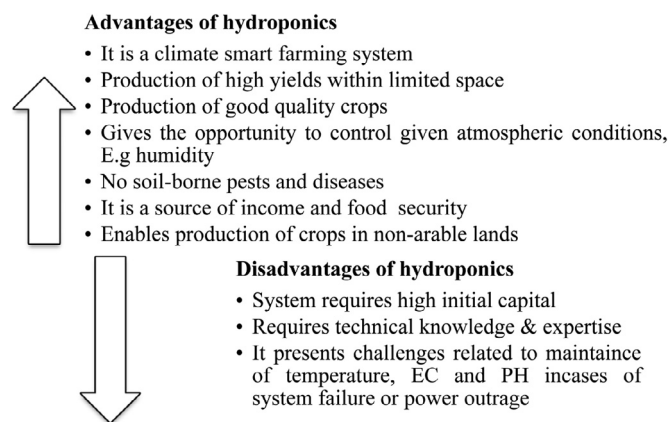 Advantages of hydroponics
• It is a climate smart farming system
• Production of high yields within limited space
• Production of good quality crops
• Gives the opportunity to control given atmospheric conditions,
E.g humidity
• No soil-borne pests and diseases
• It is a source of income and food security
• Enables production of crops in non-arable lands
Disadvantages of hydroponics
• System requires high initial capital
• Requires technical knowledge & expertise
• It presents challenges related to maintaince
of temperature, EC and PH incases of
system failure or power outrage